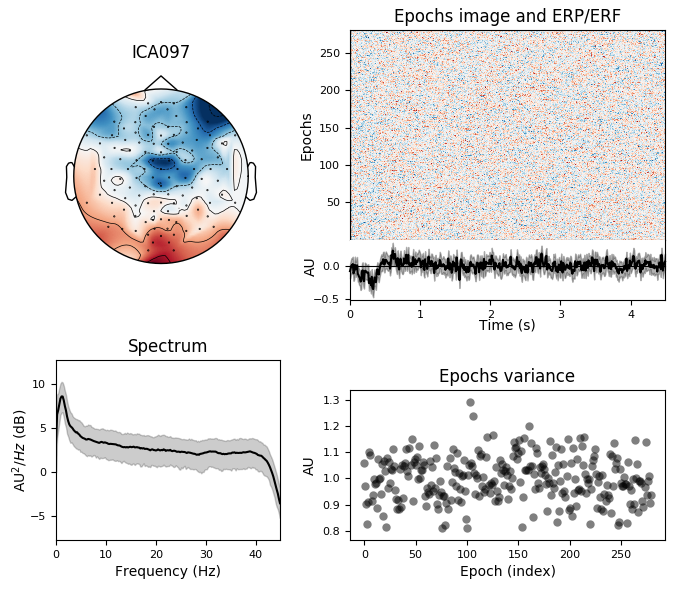 ICA097
Epochs image and ERP/ERF
Epochs
250
200
150
100
50
AU
0.0
−0.5
0 1 2 3 4
Time (s)
Spectrum
AU²/Hz (dB)
10
5
0
−5
0 10 20 30 40
Frequency (Hz)
Epochs variance
AU
1.3
1.2
1.1
1.0
0.9
0.8
0 50 100 150 200 250
Epoch (index)